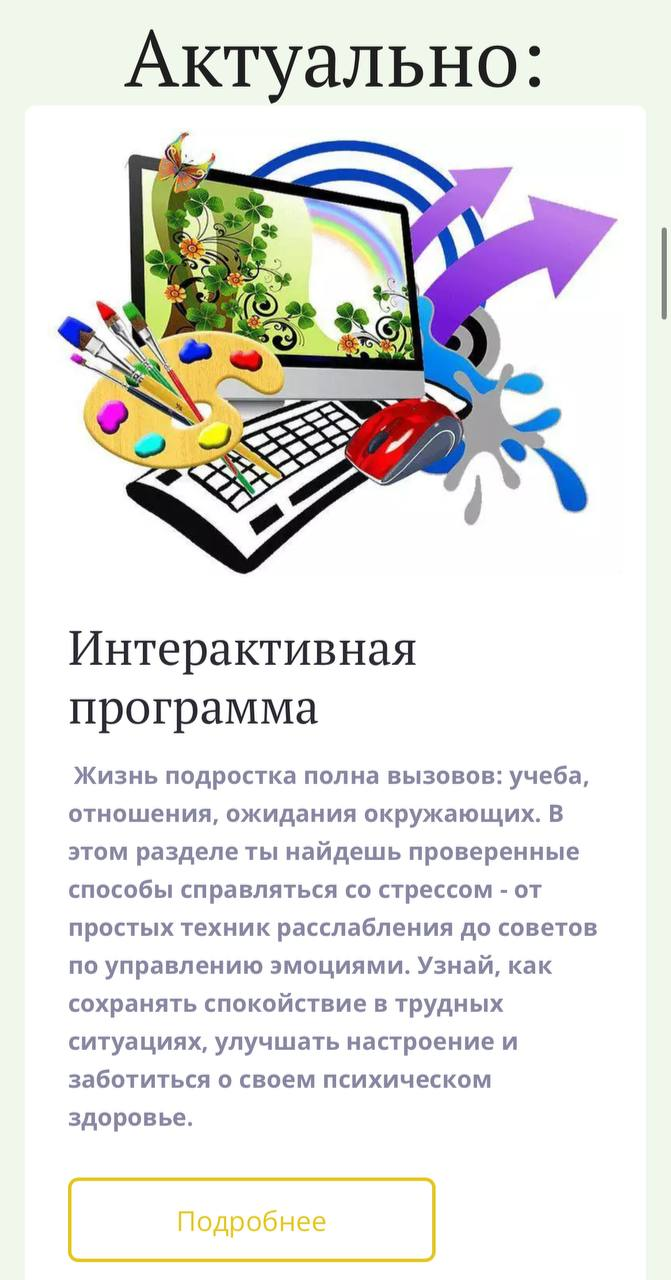 Актуально:
Интерактивная
программа
Жизнь подростка полна вызовов: учеба,
отношения, ожидания окружающих. В
этом разделе ты найдешь проверенные
способы справляться со стрессом - от
простых техник расслабления до советов
по управлению эмоциями. Узнай, как
сохранять спокойствие в трудных
ситуациях, улучшать настроение и
заботиться о своем психическом
здоровье.
Подробнее